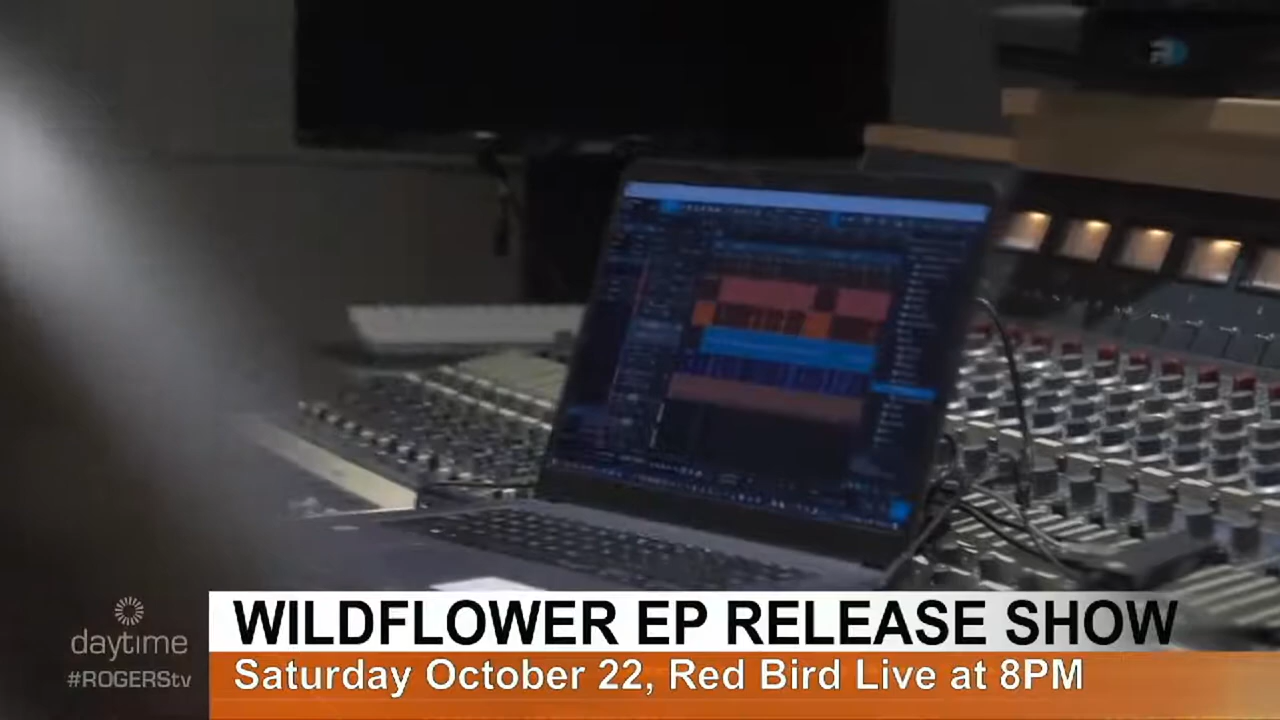 WILDFLOWER EP RELEASE SHOW
Saturday October 22, Red Bird Live at 8PM
daytime
#ROGERStv